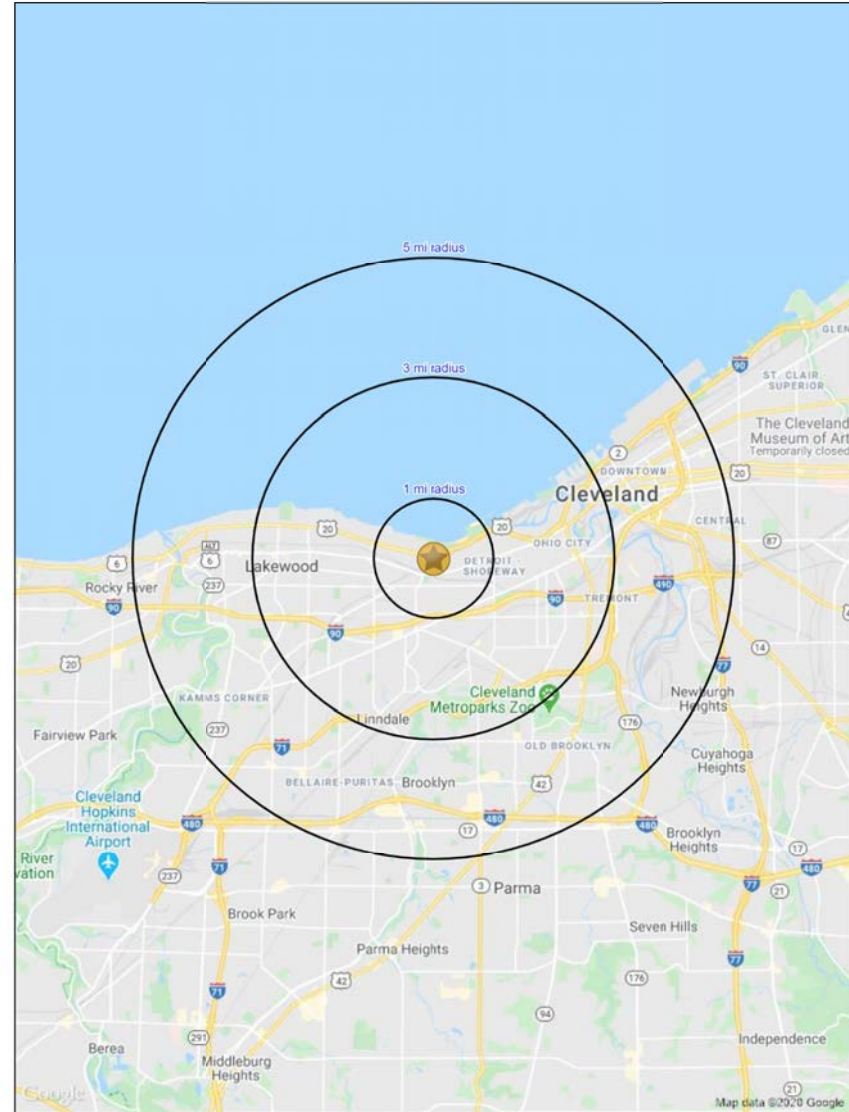 5 mi radius
GLEN
90
3 mi radius
ST. CLAIR
SUPERIOR
The Cleveland
Museum of Art
Temporarily closed
2
DOWNTOWN
20
1 mi radius
Cleveland
20
20
CENTRAL
87
OHIO CITY
ALT
6
6
Lakewood
DETROIT -
SHOREWAY
490
Rocky River
237
90
90
TREMONT
90
14
20
77
KAMMS CORNER
Cleveland
Metroparks Zoo
Newburgh
Heights
237
Linndale
176
Fairview Park
71
OLD BROOKLYN
Cuyahoga
Heights
BELLAIRE-PURITAS
Brooklyn
42
Cleveland
Hopkins
International
Airport
480
17
480
480
Brooklyn
Heights
River
vation
71
17
237
77
480
21
3
Parma
Brook Park
Seven Hills
Parma Heights
77
42
176
71
94
291
Independence
Berea
Middleburg
Heights
21
Google
Map data ©2020 Google